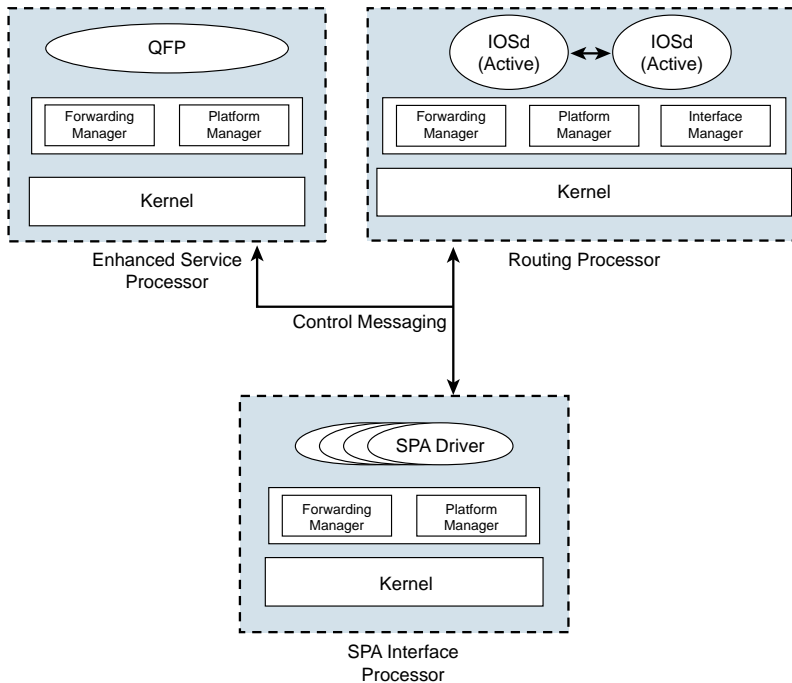 QFP
Forwarding
Manager
Platform
Manager
Kernel
Enhanced Service
Processor
IOSd
(Active)
IOSd
(Active)
Forwarding
Manager
Platform
Manager
Interface
Manager
Kernel
Routing Processor
Control Messaging
SPA Driver
Forwarding
Manager
Platform
Manager
Kernel
SPA Interface
Processor